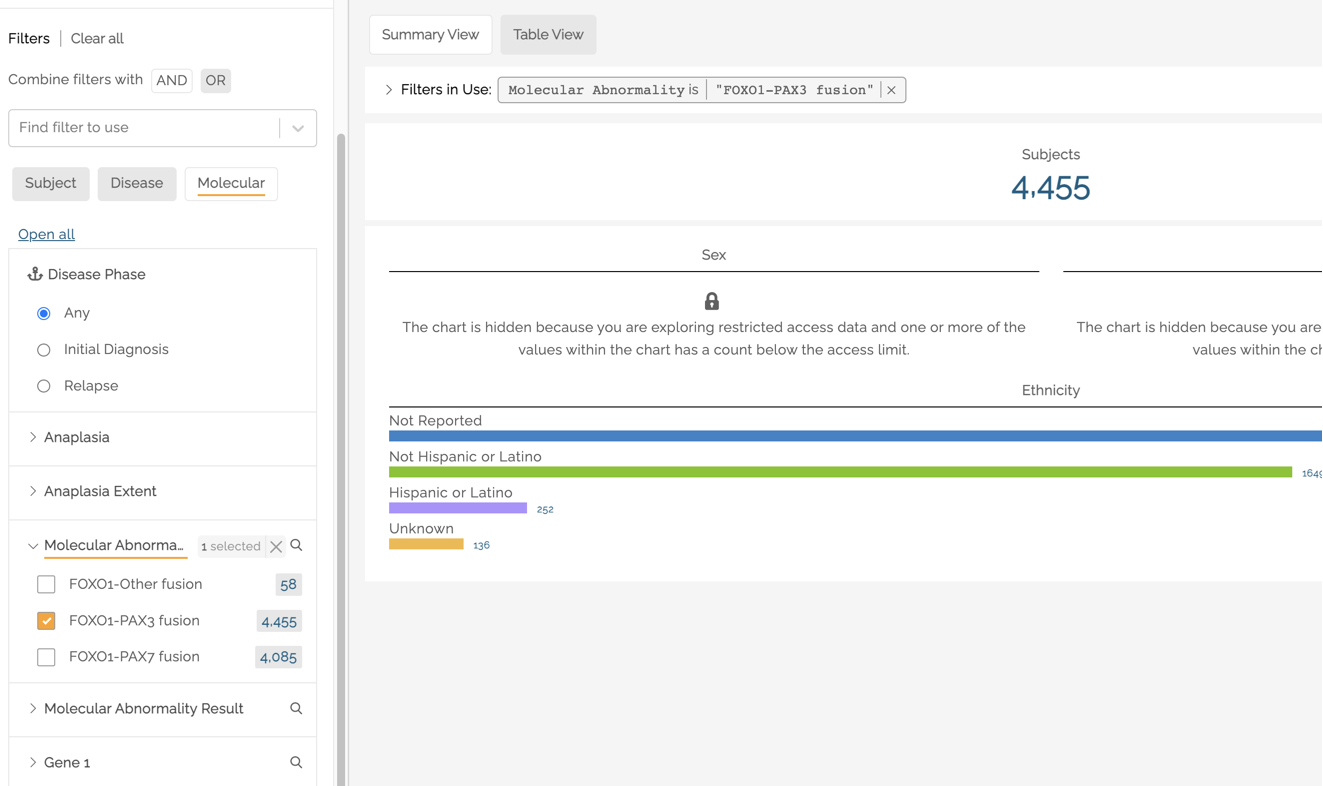 Filters | Clear all
Combine filters with AND OR
Find filter to use
Subject Disease Molecular
Open all
Disease Phase
Any
Initial Diagnosis
Relapse
Anaplasia
Anaplasia Extent
Molecular Abnorma... 1 selected
FOXO1-Other fusion 58
FOXO1-PAX3 fusion 4,455
FOXO1-PAX7 fusion 4,085
Molecular Abnormality Result
Gene 1
Summary View Table View
Filters in Use: Molecular Abnormality is "FOXO1-PAX3 fusion"
Subjects
4,455
Sex
The chart is hidden because you are exploring restricted access data and one or more of the
values within the chart has a count below the access limit.
The chart is hidden because you are
values within the
Ethnicity
Not Reported
Not Hispanic or Latino
1649
Hispanic or Latino
252
Unknown
136